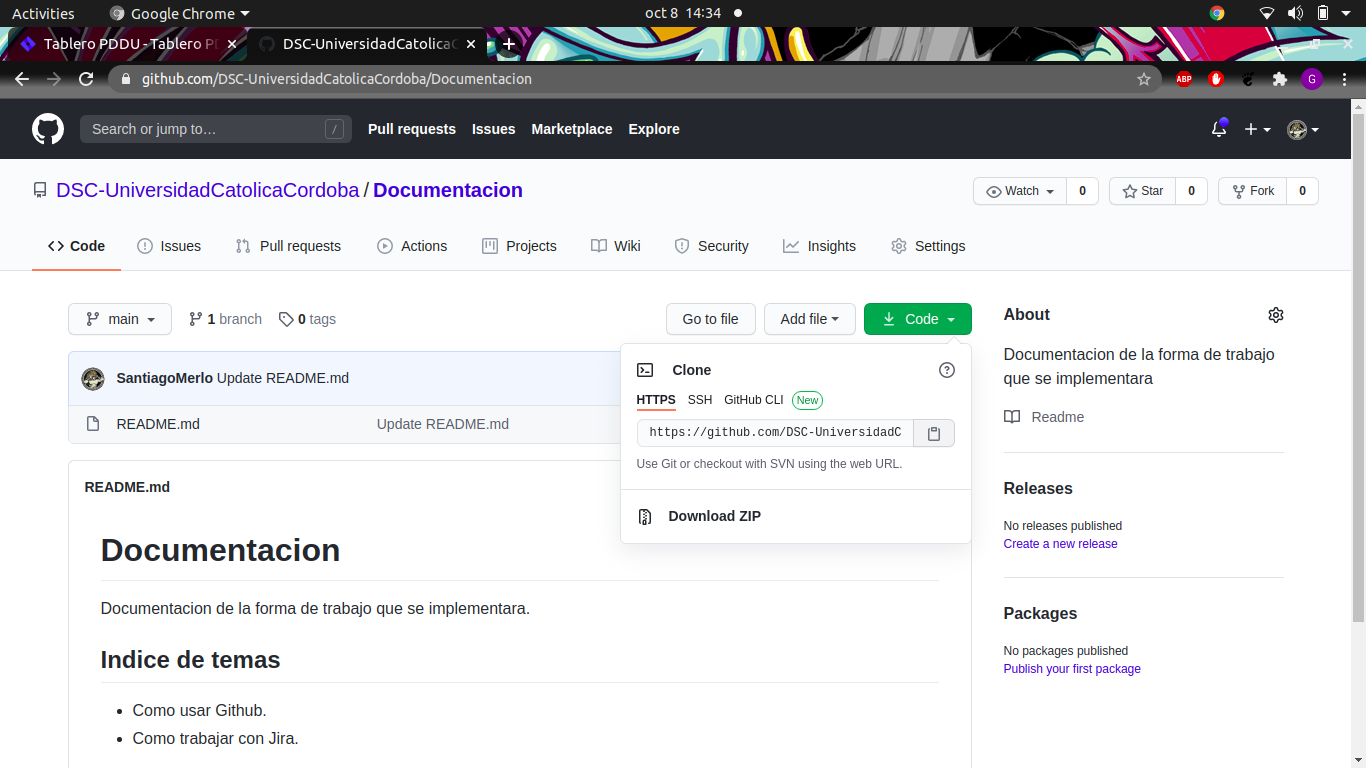 Activities Google Chrome oct 8 14:34
Tablero PDDU - Tablero PD DSC-UniversidadCatolicaC
github.com/DSC-UniversidadCatolicaCordoba/Documentacion ABP G
Search or jump to… / Pull requests Issues Marketplace Explore
DSC-UniversidadCatolicaCordoba / Documentacion Watch 0 Star 0 Fork 0
Code Issues Pull requests Actions Projects Wiki Security Insights Settings
main 1 branch 0 tags Go to file Add file Code
Clone
HTTPS SSH GitHub CLI New
https://github.com/DSC-UniversidadC
Use Git or checkout with SVN using the web URL.
Download ZIP
SantiagoMerlo Update README.md
README.md Update README.md
README.md
Documentacion
Documentacion de la forma de trabajo que se implementara.
Indice de temas
Como usar Github.
Como trabajar con Jira.
About
Documentacion de la forma de trabajo
que se implementara
Readme
Releases
No releases published
Create a new release
Packages
No packages published
Publish your first package